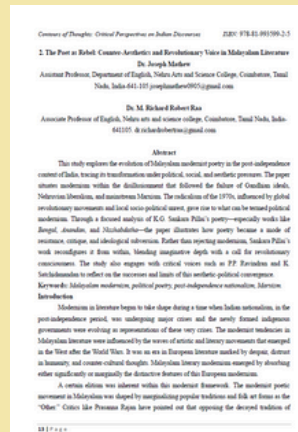 Contours of Thoughts: Critical Perspectives on Indian Discourses ISBN: 978-81-993599-2-5
2. The Poet as Rebel: Counter-Aesthetics and Revolutionary Voice in Malayalam Literature
Dr. Joseph Mathew
Assistant Professor, Department of English, Nehru Arts and Science College, Coimbatore, Tamil
Nadu, India-641-105 josephmathew0905@gmail.com
Dr. M. Richard Robert Raa
Associate Professor of English, Nehru arts and science college, Coimbatore, Tamil Nadu, India-
641105. dr.richardrobertraa@gmail.com
Abstract
This study explores the evolution of Malayalam modernist poetry in the post-independence
context of India, tracing its transformation under political, social, and aesthetic pressures. The paper
situates modernism within the disillusionment that followed the failure of Gandhian ideals,
Nehruvian liberalism, and mainstream Marxism. The radicalism of the 1970s, influenced by global
revolutionary movements and local socio-political unrest, gave rise to what can be termed political
modernism. Through a focused analysis of K.G. Sankara Pillai's poetry—especially works like
Bengal, Anandan, and Nizhalhatha—the paper illustrates how poetry became a mode of
resistance, critique, and ideological subversion. Rather than rejecting modernism, Sankara Pillai's
work reconfigures it from within, blending imaginative depth with a call for revolutionary
consciousness. The study also engages with critical voices such as P.P. Raveendran and K.
Satchidanandan to reflect on the successes and limits of this aesthetic-political convergence.
Keywords: Malayalam modernism, political poetry, post-independence nationalism, Marxism.
Introduction
Modernism in literature began to take shape during a time when Indian nationalism, in the
post-independence period, was undergoing major crises and the newly formed indigenous
governments were evolving as representations of these very crises. The modernist tendencies in
Malayalam literature were influenced by the waves of artistic and literary movements that emerged
in the West after the World Wars. It was an era in European literature marked by despair, distrust
in humanity, and counter-cultural thoughts. Malayalam literary modernism emerged by absorbing
either significantly or marginally the distinctive features of this European modernism.
A certain elitism was inherent within this modernist framework. The modernist poetic
movement in Malayalam was shaped by marginalizing popular traditions and folk art forms as the
"Other." Critics like Prasanna Rajan have pointed out that opposing the decayed tradition of
13 | Page